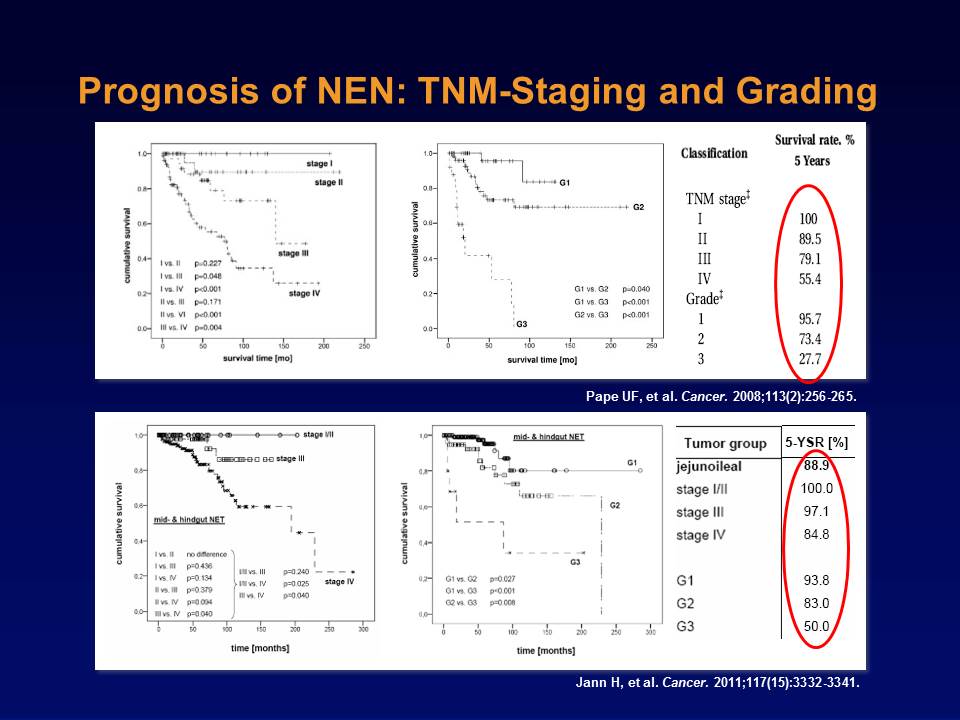 Prognosis of NEN: TNM-Staging and Grading
cumulative survival
1.0
0.8
0.6
0.4
0.2
0.0
stage I
stage II
stage III
stage IV
I vs. II p=0.227
I vs. III p=0.048
I vs. IV p<0.001
II vs. III p=0.171
II vs. VI p<0.001
III vs. IV p=0.004
0 50 100 150 200 250
survival time [mo]
cumulative survival
1.0
0.8
0.6
0.4
0.2
0.0
G1
G2
G3
G1 vs. G2 p=0.040
G1 vs. G3 p<0.001
G2 vs. G3 p<0.001
0 50 100 150 200 250
survival time [mo]
Survival rate, %
Classification 5 Years
TNM stage‡
I 100
II 89.5
III 79.1
IV 55.4
Grade‡
1 95.7
2 73.4
3 27.7
Pape UF, et al. Cancer. 2008;113(2):256-265.
cumulative survival
1,0
0,8
0,6
0,4
0,2
0,0
stage I/II
stage III
stage IV
mid- & hindgut NET
I vs. II no difference
I vs. III p=0.436
I vs. IV p=0.134
II vs. III p=0.379
II vs. IV p=0.094
III vs. IV p=0.040
I/II vs. III p=0.240
I/II vs. IV p=0.025
III vs. IV p=0.040
0 50 100 150 200 250 300
time [months]
cumulative survival
1,0
0,8
0,6
0,4
0,2
0,0
mid- & hindgut NET
G1
G2
G3
G1 vs. G2 p=0.027
G1 vs. G3 p<0.001
G2 vs. G3 p=0.008
0 50 100 150 200 250 300
time [months]
Tumor group 5-YSR [%]
jejunoileal 88.9
stage I/II 100.0
stage III 97.1
stage IV 84.8
G1 93.8
G2 83.0
G3 50.0
Jann H, et al. Cancer. 2011;117(15):3332-3341.